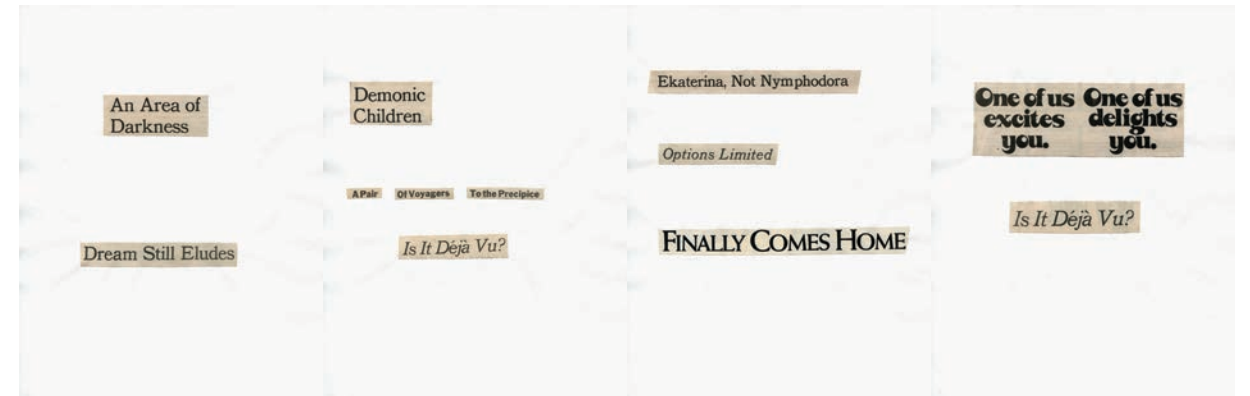 An Area of
Darkness
Dream Still Eludes
Demonic
Children
A Pair Of Voyagers To the Precipice
Is It Déjà Vu?
Ekaterina, Not Nymphodora
Options Limited
FINALLY COMES HOME
One of us
excites
you.
One of us
delights
you.
Is It Déjà Vu?